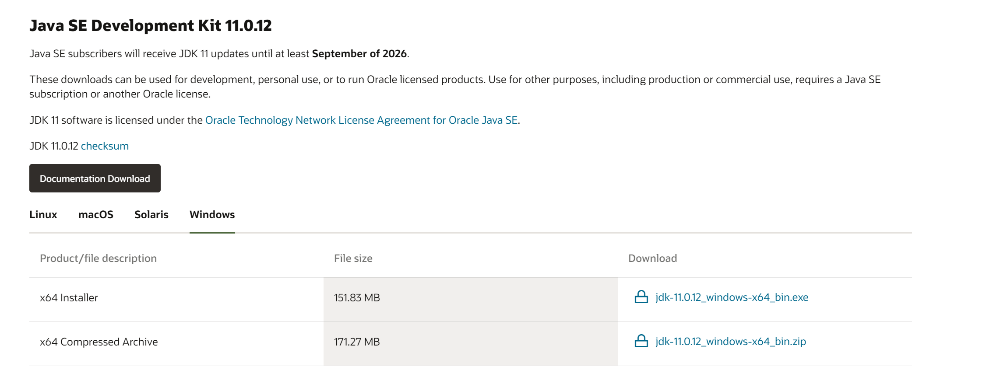 Java SE Development Kit 11.0.12
Java SE subscribers will receive JDK 11 updates until at least September of 2026.
These downloads can be used for development, personal use, or to run Oracle licensed products. Use for other purposes, including production or commercial use, requires a Java SE
subscription or another Oracle license.
JDK 11 software is licensed under the Oracle Technology Network License Agreement for Oracle Java SE.
JDK 11.0.12 checksum
Documentation Download
Linux macOS Solaris Windows
Product/file description File size Download
x64 Installer 151.83 MB jdk-11.0.12_windows-x64_bin.exe
x64 Compressed Archive 171.27 MB jdk-11.0.12_windows-x64_bin.zip